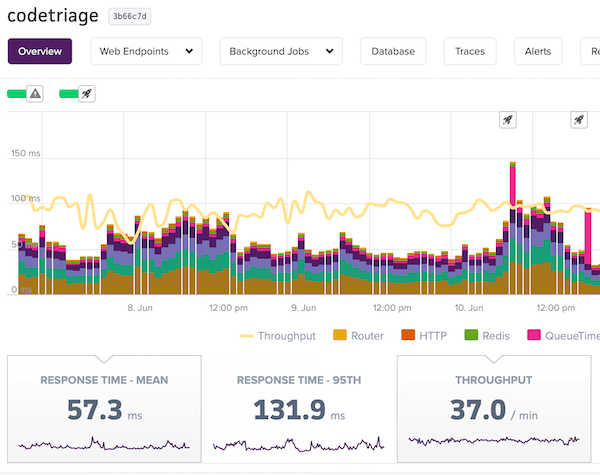 codetriage 3b66c7d
Overview Web Endpoints Background Jobs Database Traces Alerts Re
150 ms
100 ms
50 ms
0 ms
8. Jun 12:00 pm 9. Jun 12:00 pm 10. Jun 12:00 pm
Throughput Router HTTP Redis QueueTime
RESPONSE TIME - MEAN RESPONSE TIME - 95TH THROUGHPUT
57.3 ms 131.9 ms 37.0 / min